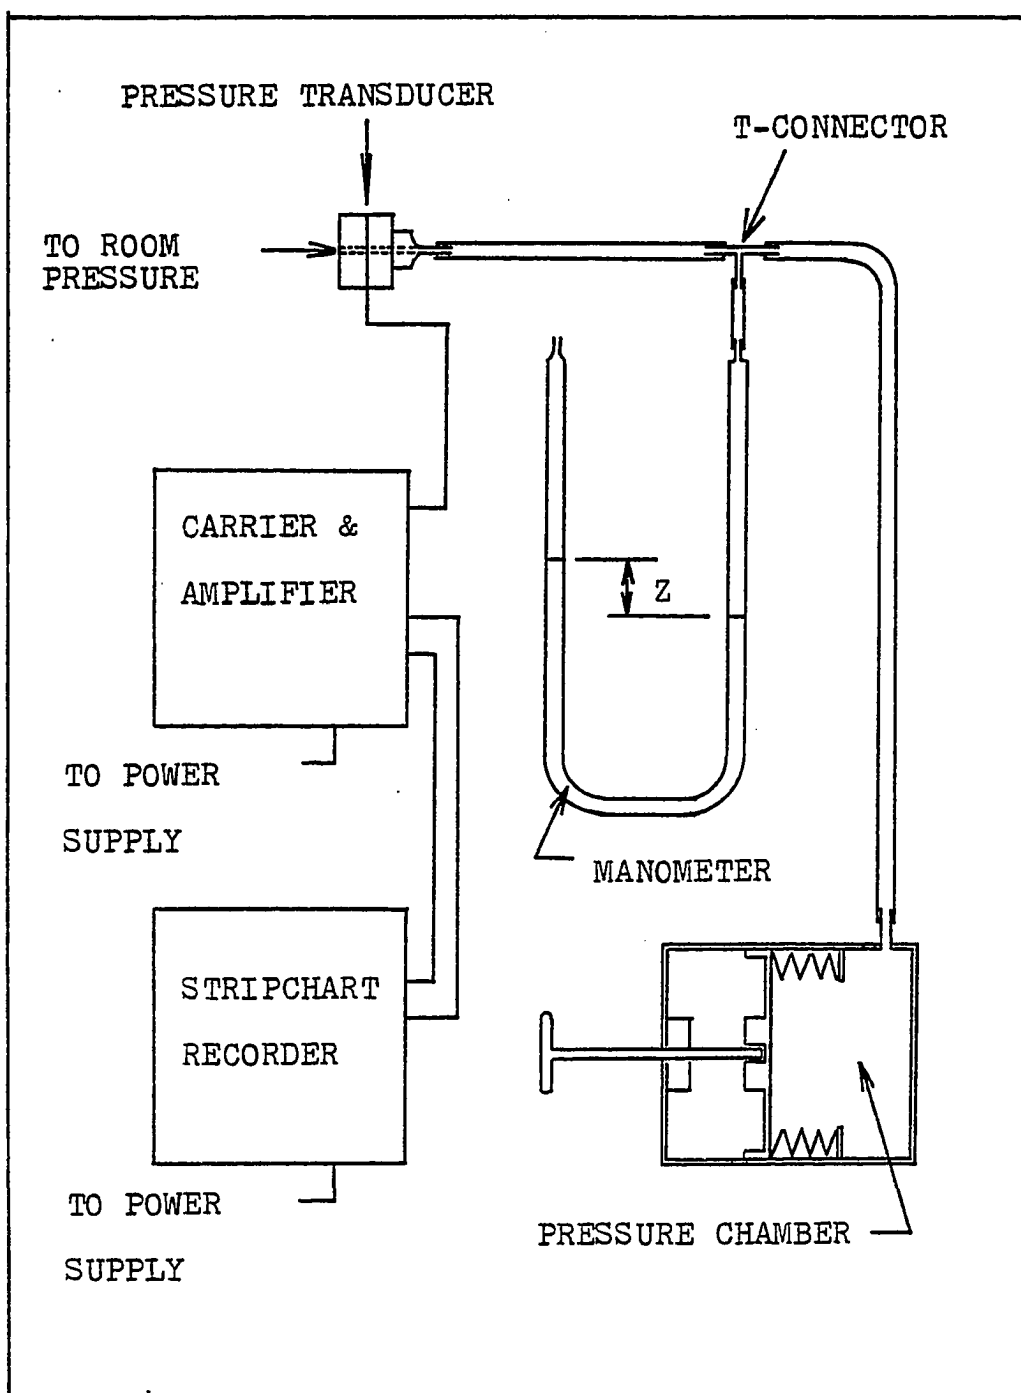 PRESSURE TRANSDUCER
T-CONNECTOR
TO ROOM
PRESSURE
CARRIER &
AMPLIFIER
Z
TO POWER
SUPPLY
MANOMETER
STRIPCHART
RECORDER
TO POWER
SUPPLY
PRESSURE CHAMBER